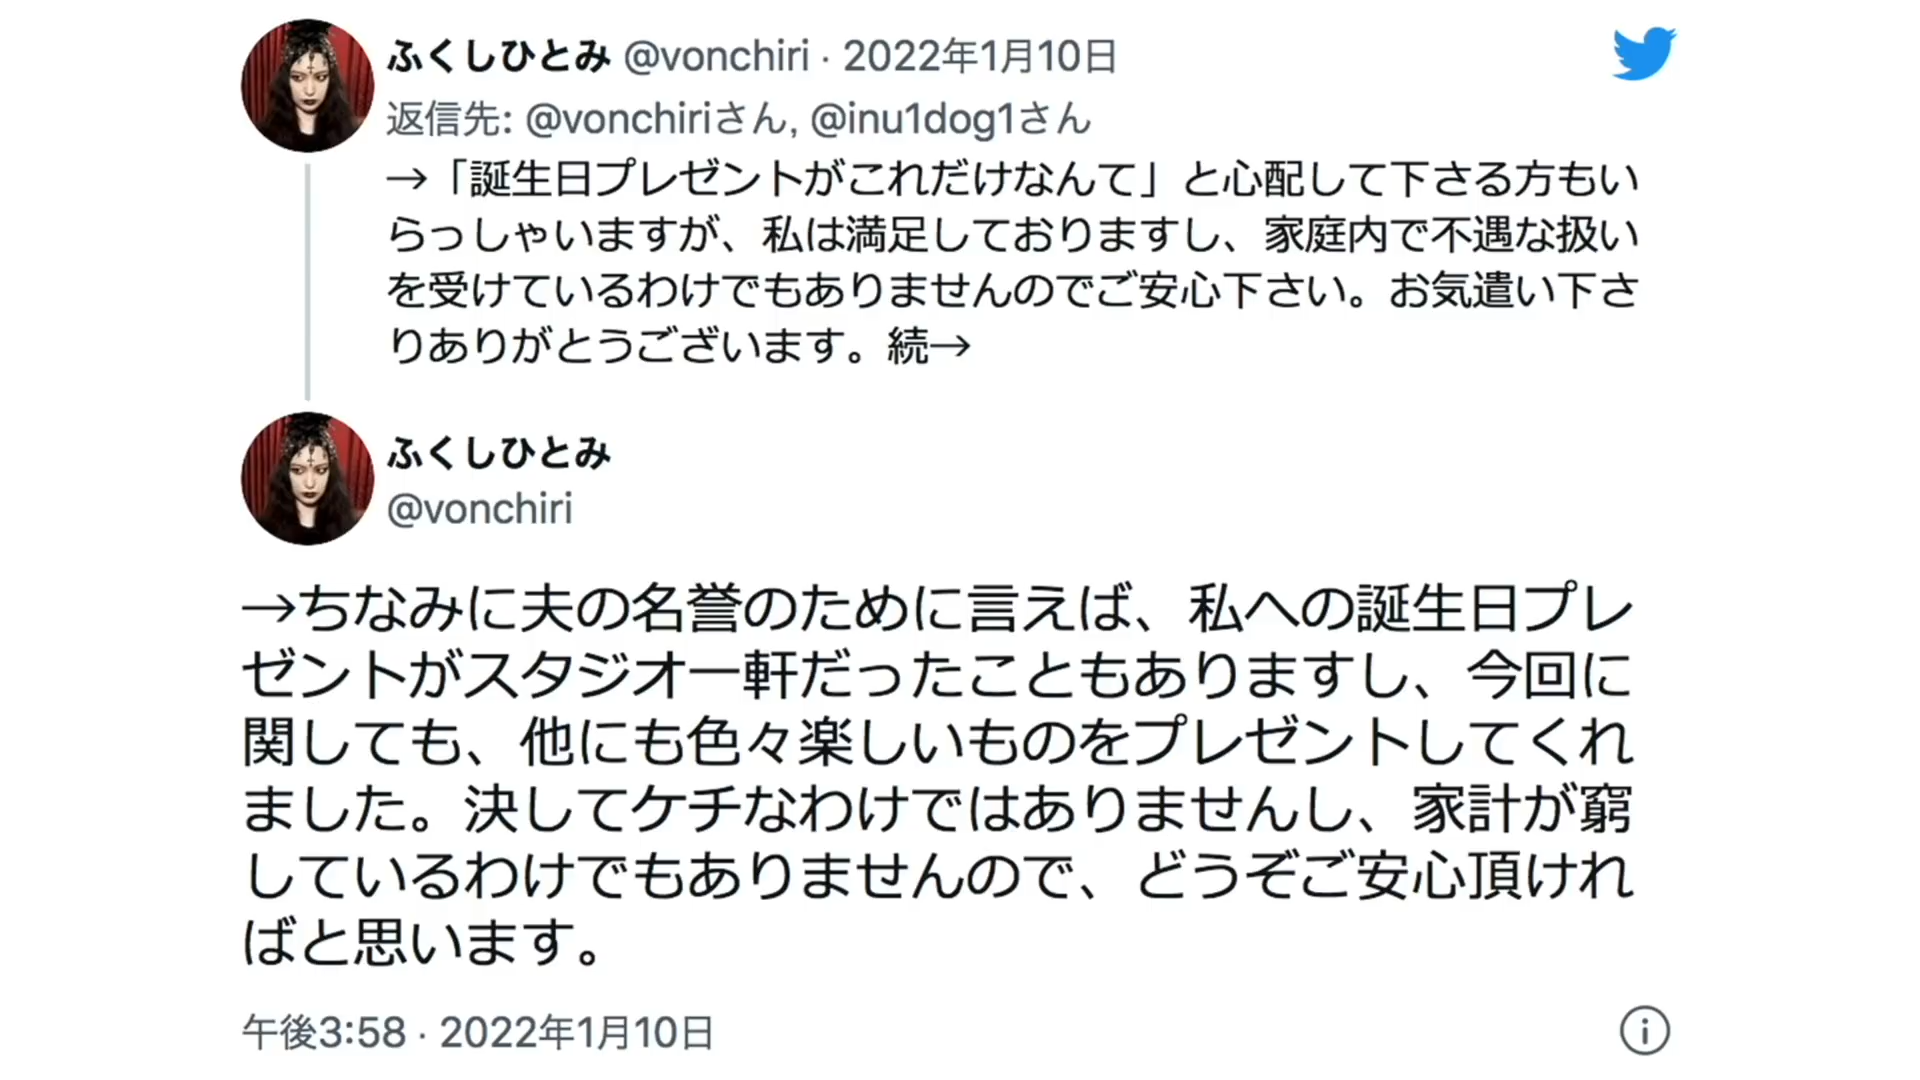 ふくしひとみ @vonchiri · 2022年1月10日
返信先: @vonchiriさん, @inu1dog1さん
→「誕生日プレゼントがこれだけなんて」と心配して下さる方もい
らっしゃいますが、私は満足しておりますし、家庭内で不遇な扱い
を受けているわけでもありませんのでご安心下さい。お気遣い下さ
りありがとうございます。続→
ふくしひとみ
@vonchiri
→ちなみに夫の名誉のために言えば、私への誕生日プレ
ゼントがスタジオ一軒だったこともありますし、今回に
関しても、他にも色々楽しいものをプレゼントしてくれ
ました。決してケチなわけではありませんし、家計が窮
しているわけでもありませんので、どうぞご安心頂けれ
ばと思います。
午後3:58 · 2022年1月10日